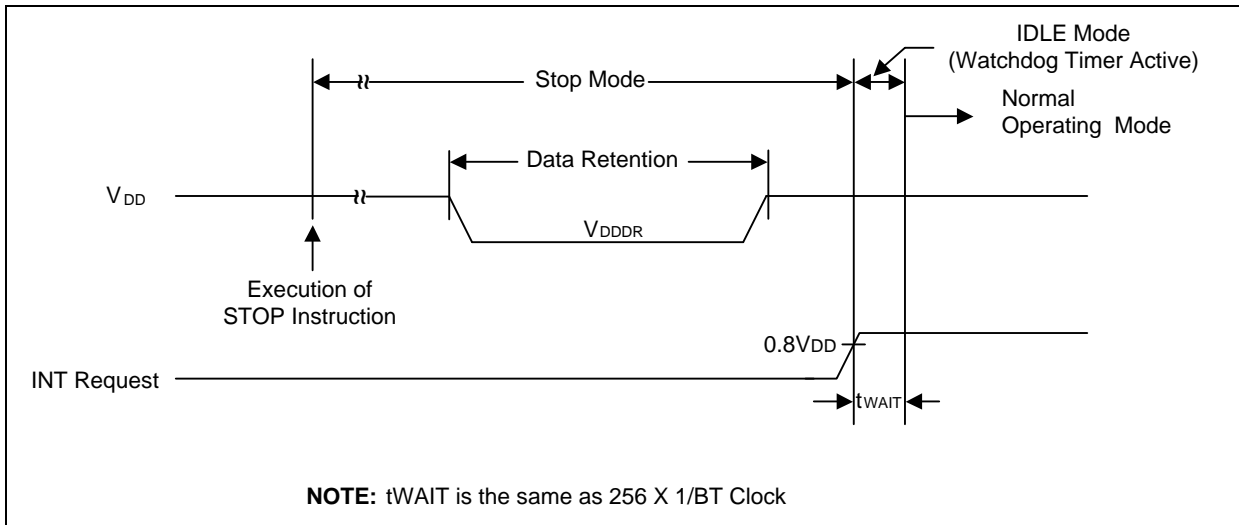 IDLE Mode
(Watchdog Timer Active)
Stop Mode
Normal
Operating Mode
Data Retention
VDD
VDDDR
Execution of
STOP Instruction
0.8VDD
INT Request
tWAIT
NOTE: tWAIT is the same as 256 X 1/BT Clock